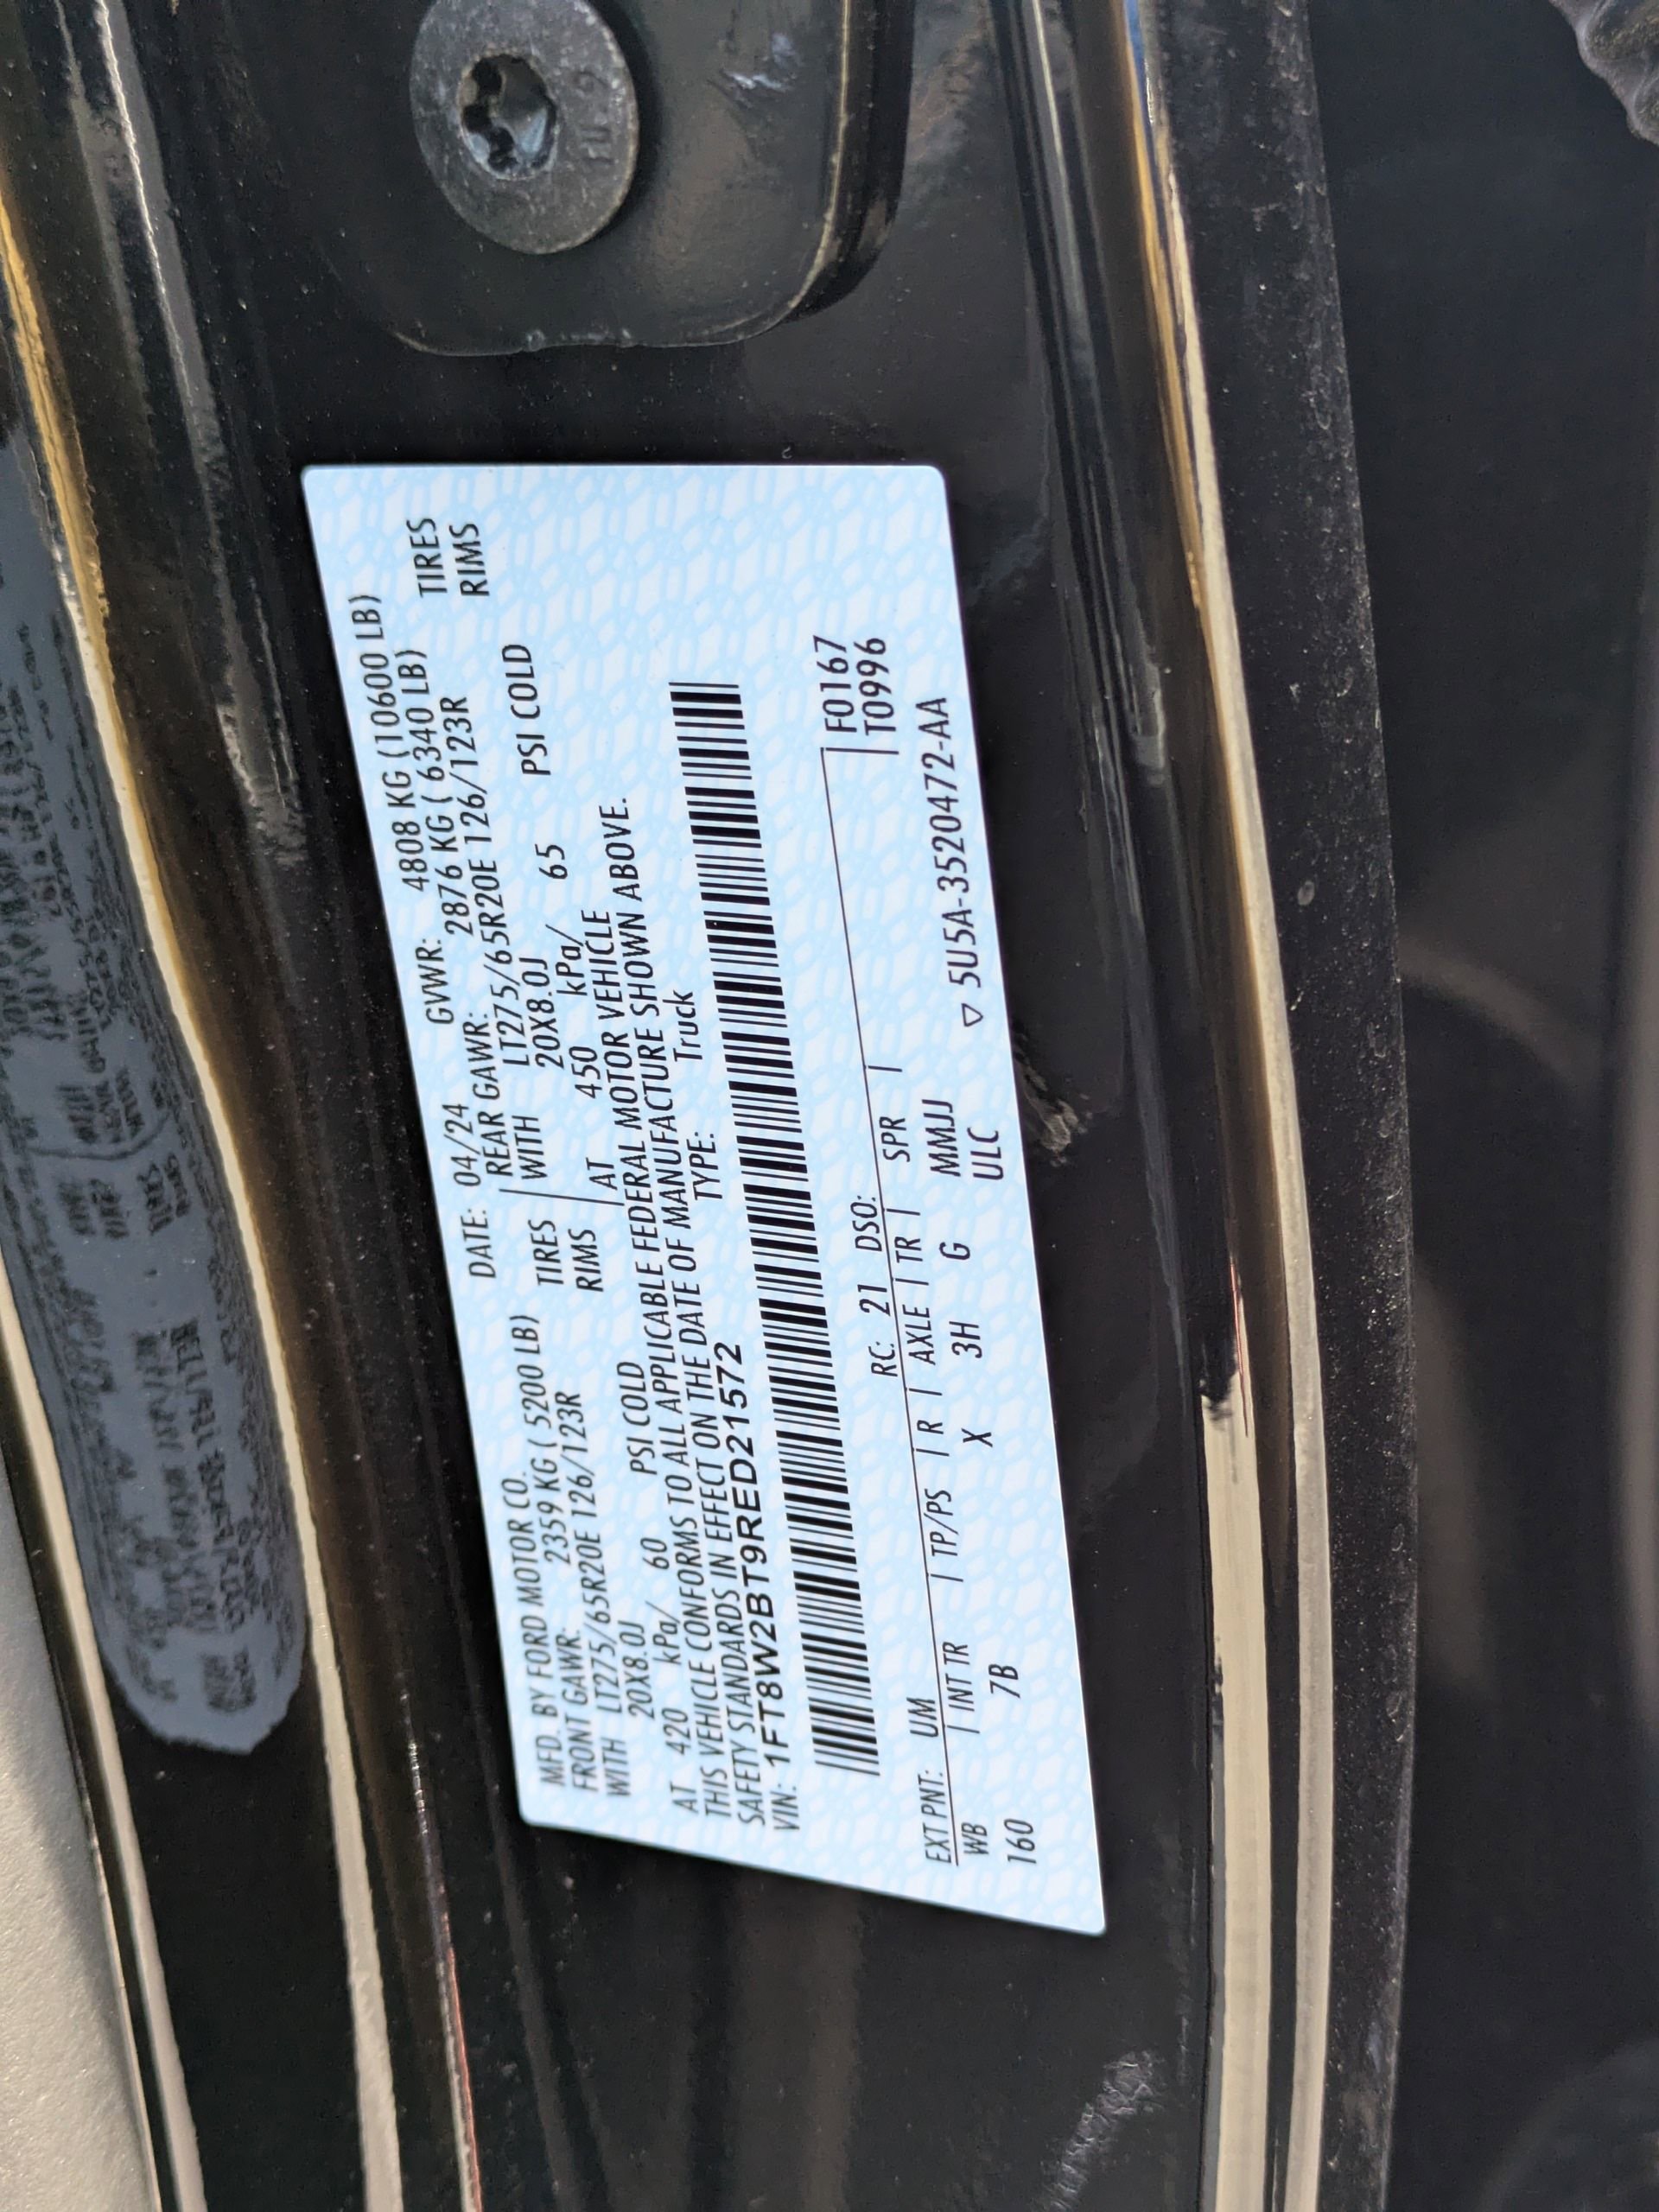 MFD. BY FORD MOTOR CO.
DATE: 04/24 GVWR: 4808 KG (10600 LB)
FRONT GAWR: 2359 KG ( 5200 LB) REAR GAWR: 2876 KG ( 6340 LB)
WITH LT275/65R20E 126/123R TIRES WITH LT275/65R20E 126/123R TIRES
20X8.0J RIMS 20X8.0J RIMS
AT 420 kPa/ 60 PSI COLD AT 450 kPa/ 65 PSI COLD
THIS VEHICLE CONFORMS TO ALL APPLICABLE FEDERAL MOTOR VEHICLE
SAFETY STANDARDS IN EFFECT ON THE DATE OF MANUFACTURE SHOWN ABOVE.
VIN: 1FT8W2BT9RED21572 TYPE: Truck
F0167
T0996
EXT PNT: UM RC: 21 DSO:
WB INT TR TP/PS R AXLE TR SPR
160 7B X 3H G MMJJ
ULC
▽ 5U5A-3520472-AA